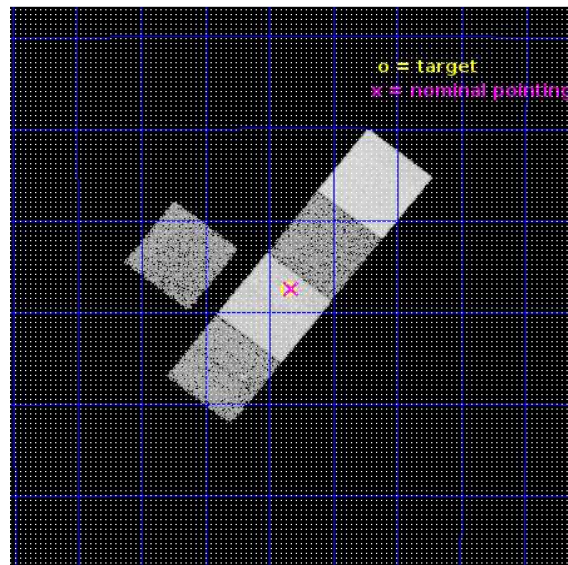 o = target
x = nominal pointing